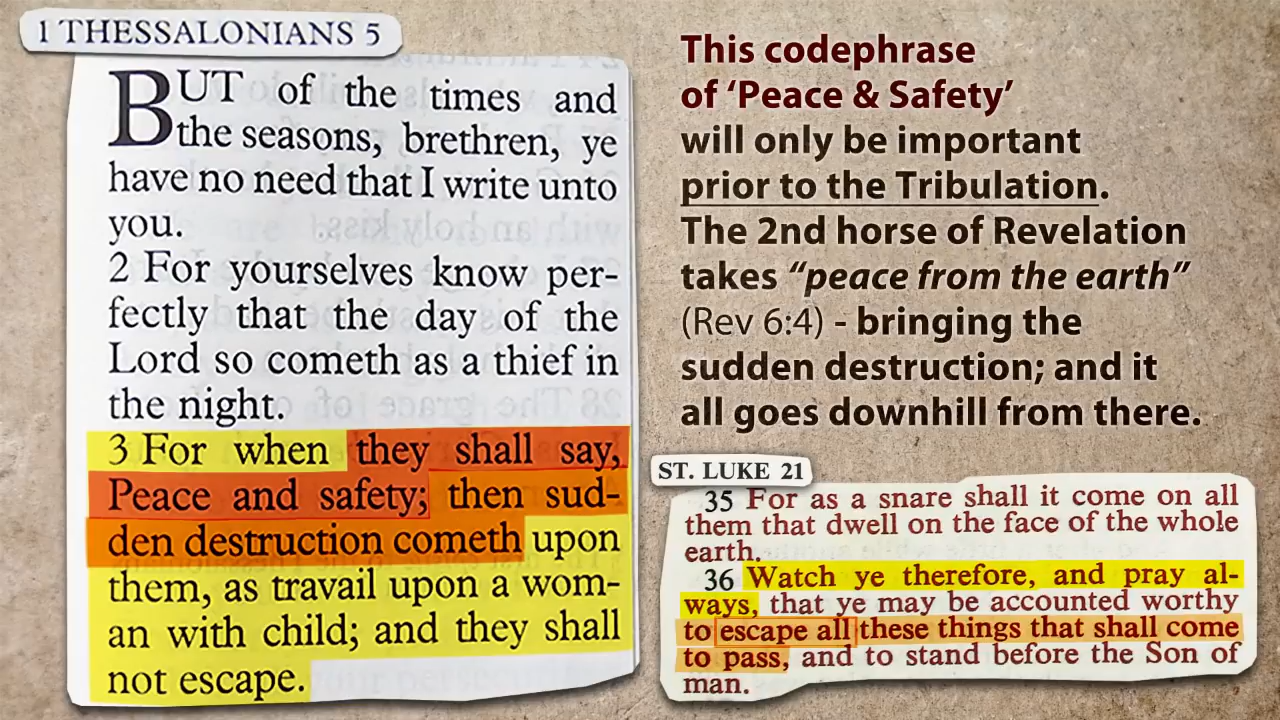 1 THESSALONIANS 5
BUT of the times and
the seasons, brethren, ye
have no need that I write unto
you.
2 For yourselves know per-
fectly that the day of the
Lord so cometh as a thief in
the night.
3 For when they shall say,
Peace and safety; then sud-
den destruction cometh upon
them, as travail upon a wom-
an with child; and they shall
not escape.
This codephrase
of ‘Peace & Safety’
will only be important
prior to the Tribulation.
The 2nd horse of Revelation
takes “peace from the earth”
(Rev 6:4) - bringing the
sudden destruction; and it
all goes downhill from there.
ST. LUKE 21
35 For as a snare shall it come on all
them that dwell on the face of the whole
earth.
36 Watch ye therefore, and pray al-
ways, that ye may be accounted worthy
to escape all these things that shall come
to pass, and to stand before the Son of
man.